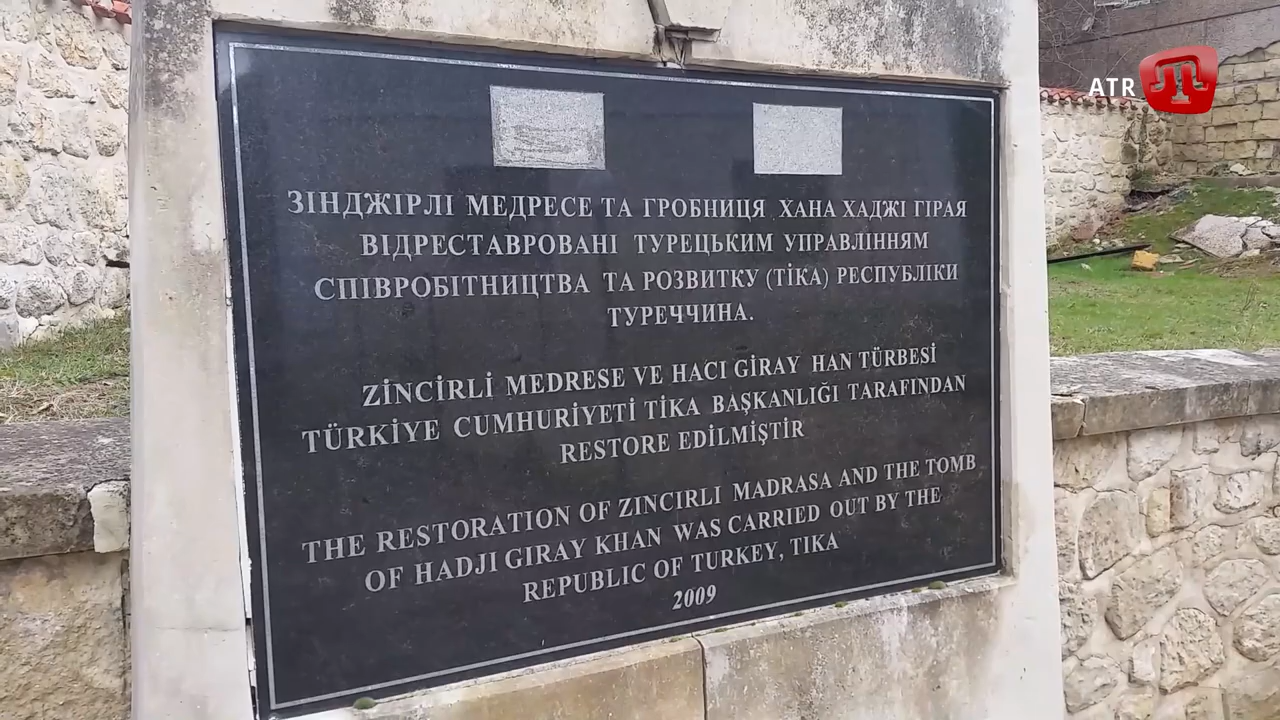 ATR
ЗІНДЖІРЛІ МЕДРЕСЕ ТА ГРОБНИЦЯ ХАНА ХАДЖІ ГІРАЯ
ВІДРЕСТАВРОВАНІ ТУРЕЦЬКИМ УПРАВЛІННЯМ
СПІВРОБІТНИЦТВА ТА РОЗВИТКУ (ТІКА) РЕСПУБЛІКИ
ТУРЕЧЧИНА.
ZİNCİRLİ MEDRESE VE HACI GİRAY HAN TÜRBESİ
TÜRKİYE CUMHURİYETİ TİKA BAŞKANLIĞI TARAFINDAN
RESTORE EDİLMİŞTİR
THE RESTORATION OF ZINCIRLI MADRASA AND THE TOMB
OF HADJI GIRAY KHAN WAS CARRIED OUT BY THE
REPUBLIC OF TURKEY, TIKA
2009